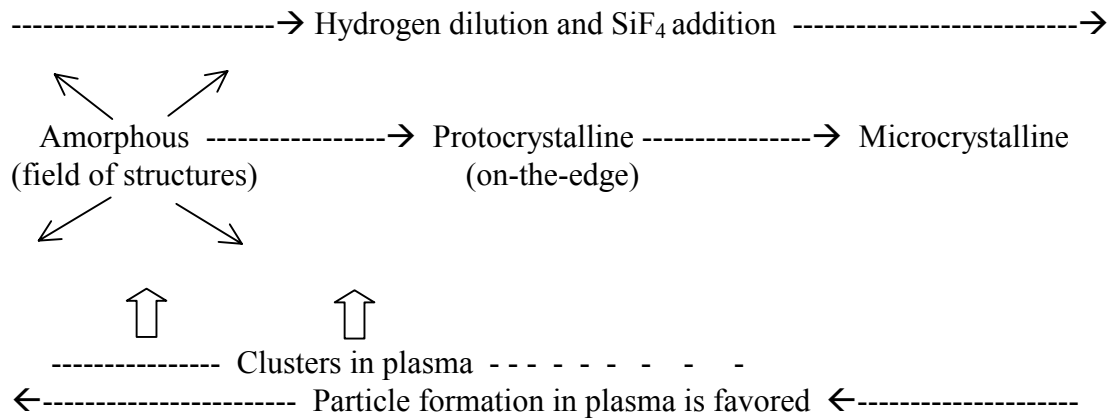 -----------------------→ Hydrogen dilution and SiF₄ addition -------------------------→
Amorphous ----------------→ Protocrystalline ---------------→ Microcrystalline
(field of structures) (on-the-edge)
--------------- Clusters in plasma - - - - - - - - -
←---------------------- Particle formation in plasma is favored ←-------------------